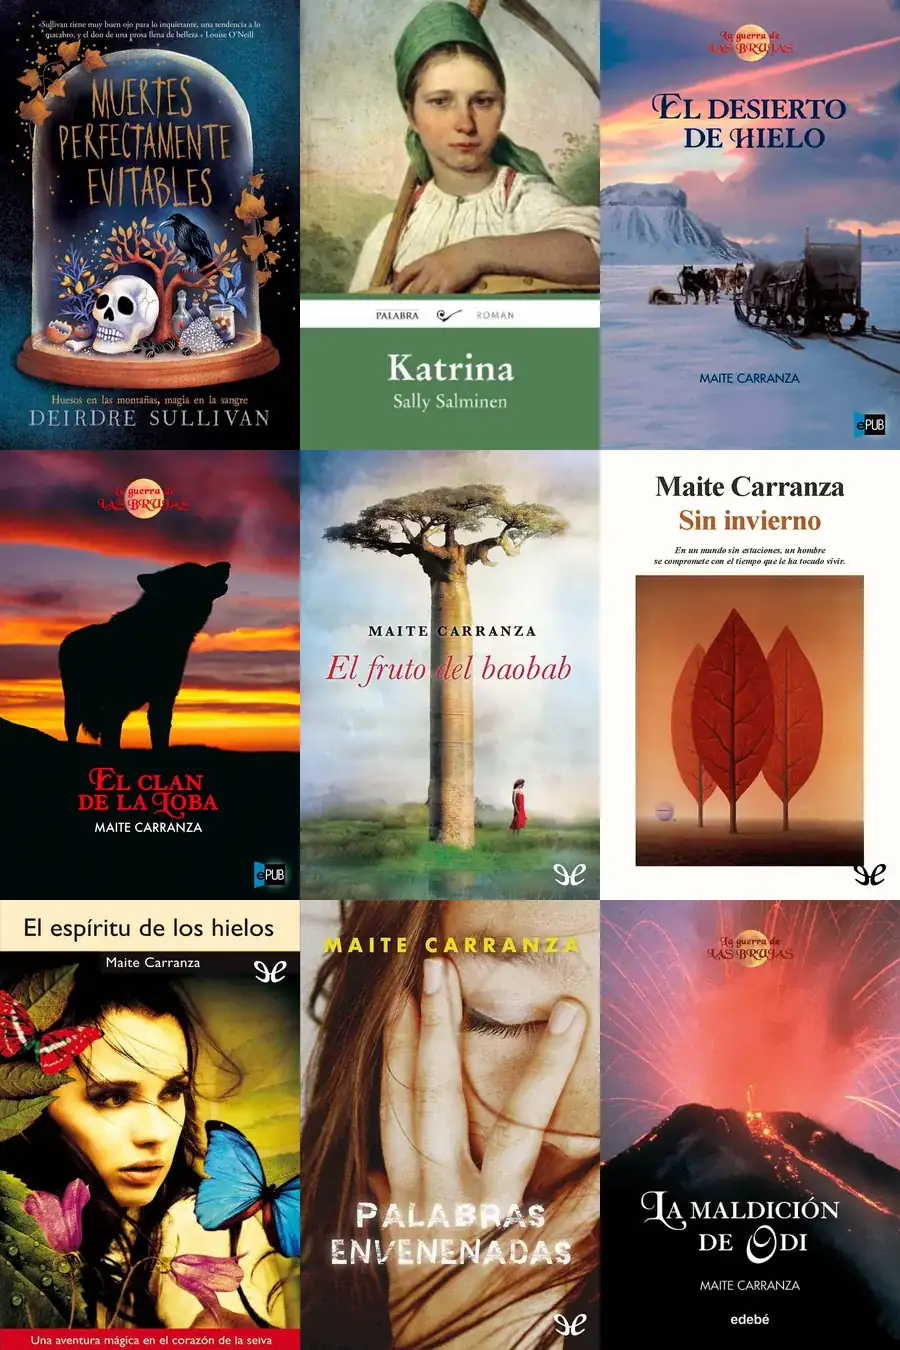 «Sullivan tiene muy buen ojo para lo inquietante, una tendencia a lo
macabro, y el don de una prosa llena de belleza.» Louise O'Neill
MUERTES
PERFECTAMENTE
EVITABLES
Huesos en las montañas, magia en la sangre
DEIRDRE SULLIVAN
PALABRA ROMAN
Katrina
Sally Salminen
La guerra de
LAS BRUJAS
EL DESIERTO
DE HIELO
MAITE CARRANZA
ePUB
La guerra de
LAS BRUJAS
EL CLAN
DE LA LOBA
MAITE CARRANZA
ePUB
MAITE CARRANZA
El fruto del baobab
Maite Carranza
Sin invierno
En un mundo sin estaciones, un hombre
se compromete con el tiempo que le ha tocado vivir.
El espíritu de los hielos
Maite Carranza
Una aventura mágica en el corazón de la selva
MAITE CARRANZA
PALABRAS
ENVENENADAS
La guerra de
LAS BRUJAS
LA MALDICIÓN
DE ODI
MAITE CARRANZA
edebé